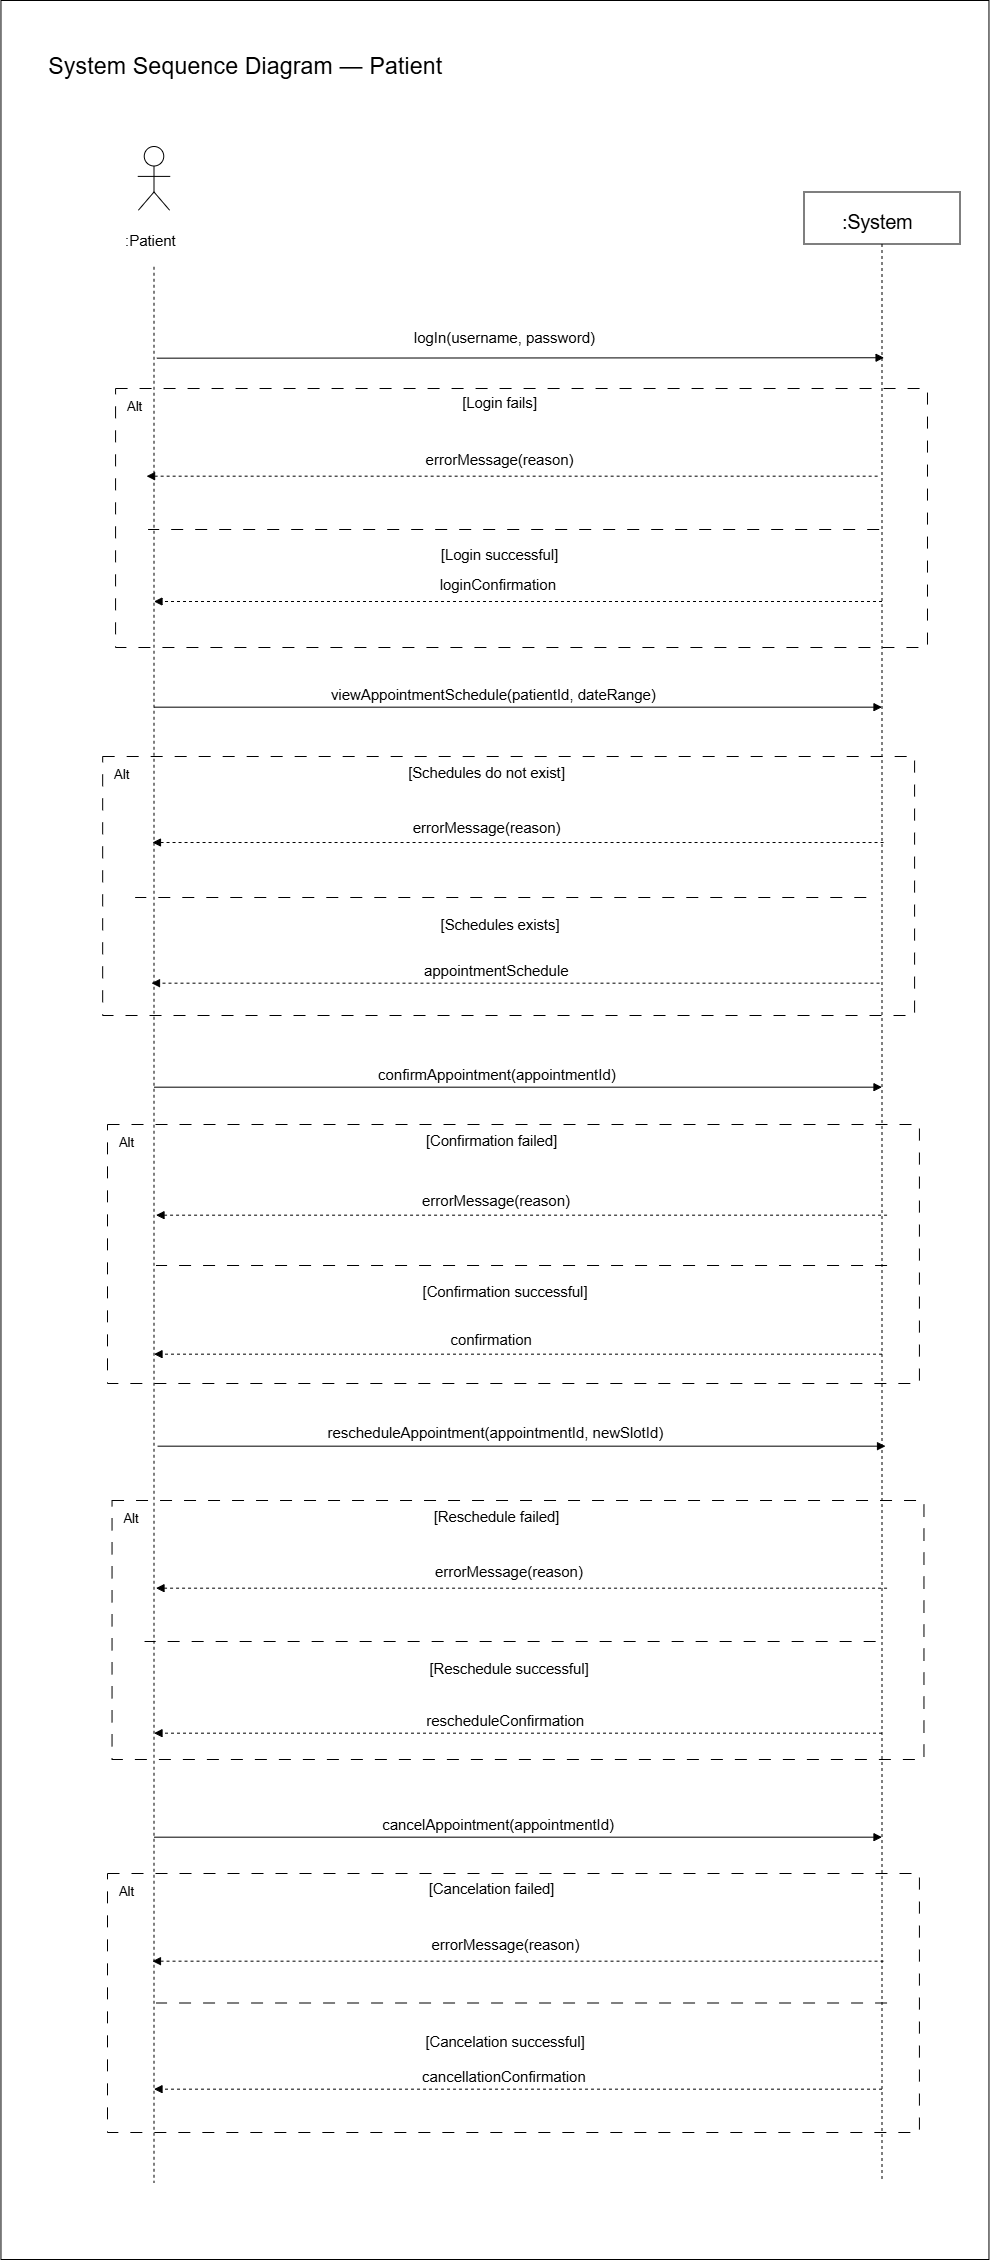 System Sequence Diagram — Patient
:Patient
:System
logIn(username, password)
Alt
[Login fails]
errorMessage(reason)
[Login successful]
loginConfirmation
viewAppointmentSchedule(patientId, dateRange)
Alt
[Schedules do not exist]
errorMessage(reason)
[Schedules exists]
appointmentSchedule
confirmAppointment(appointmentId)
Alt
[Confirmation failed]
errorMessage(reason)
[Confirmation successful]
confirmation
rescheduleAppointment(appointmentId, newSlotId)
Alt
[Reschedule failed]
errorMessage(reason)
[Reschedule successful]
rescheduleConfirmation
cancelAppointment(appointmentId)
Alt
[Cancelation failed]
errorMessage(reason)
[Cancelation successful]
cancellationConfirmation